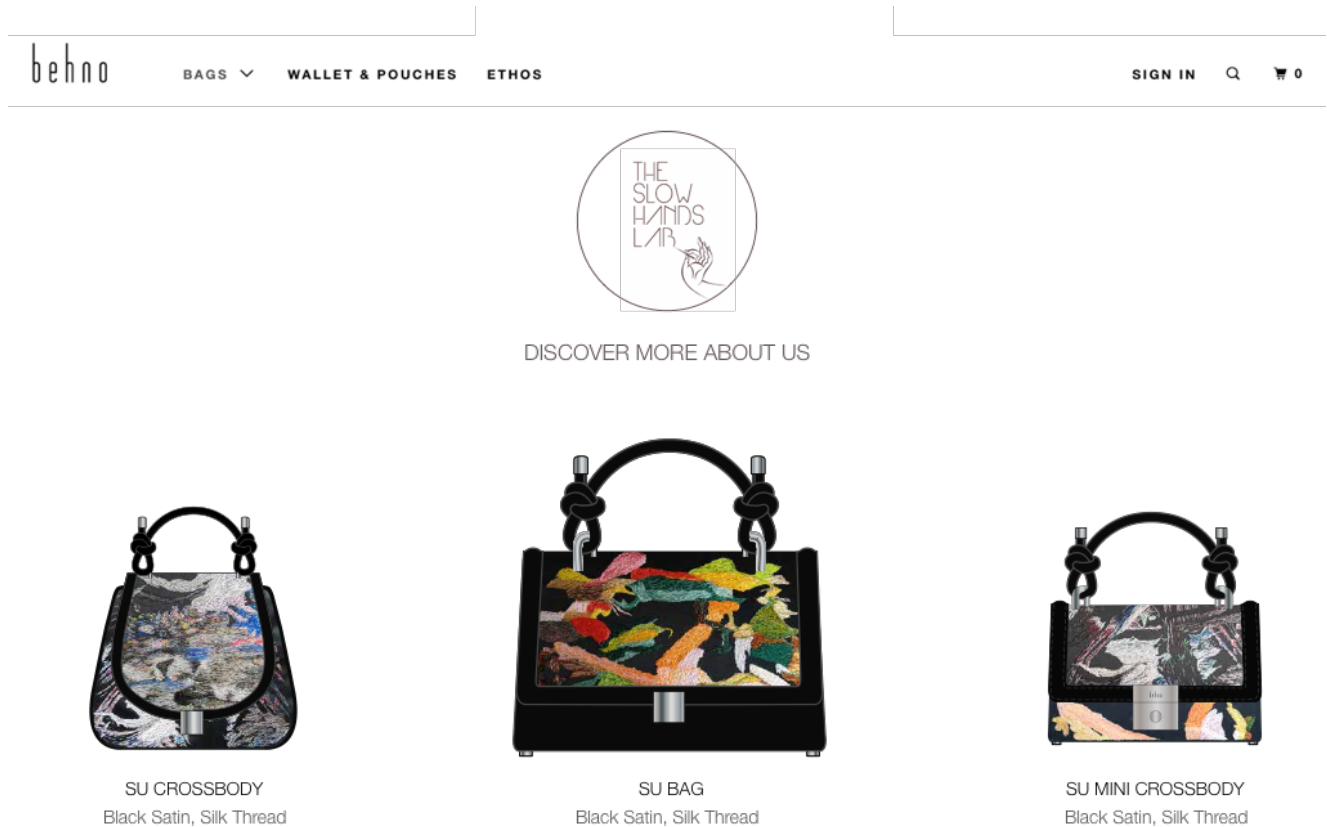 behno
BAGS
WALLET & POUCHES
ETHOS
SIGN IN
0
THE
SLOW
HANDS
LAB
DISCOVER MORE ABOUT US
behno
SU CROSSBODY
Black Satin, Silk Thread
SU BAG
Black Satin, Silk Thread
SU MINI CROSSBODY
Black Satin, Silk Thread